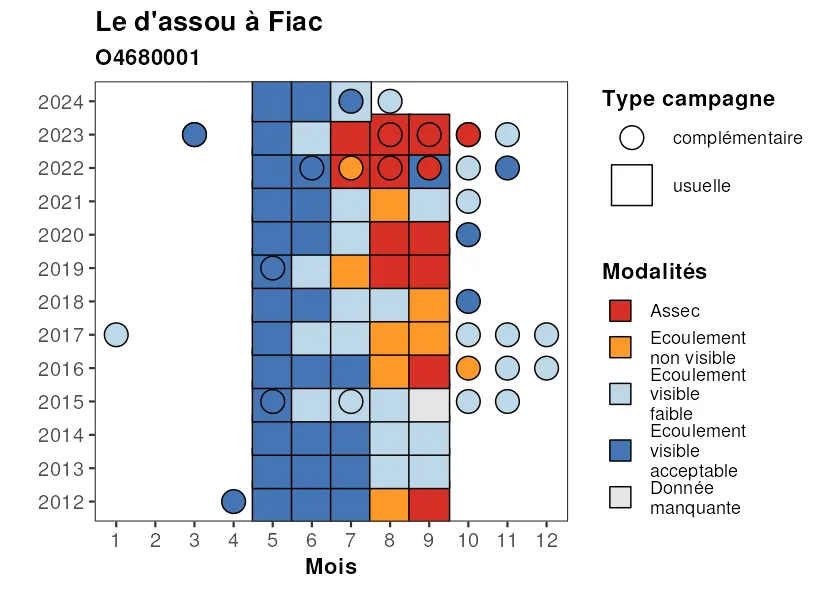 Le d'assou à Fiac
O4680001
2024
2023
2022
2021
2020
2019
2018
2017
2016
2015
2014
2013
2012
1 2 3 4 5 6 7 8 9 10 11 12
Mois
Type campagne
complémentaire
usuelle
Modalités
Assec
Ecoulement
non visible
Ecoulement
visible
faible
Ecoulement
visible
acceptable
Donnée
manquante